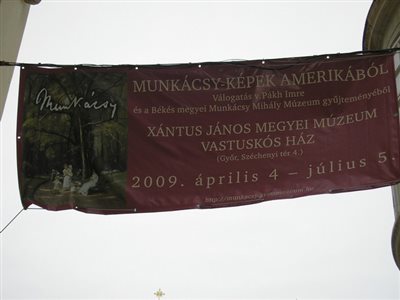 Munkácsy
MUNKÁCSY-KÉPEK AMERIKÁBÓL
Válogatás Pákh Imre
és a Békés megyei Munkácsy Mihály Múzeum gyűjteményéből
XÁNTUS JÁNOS MEGYEI MÚZEUM
VASTUSKÓS HÁZ
(Győr, Széchenyi tér 4.)
2009. április 4 – július 5.